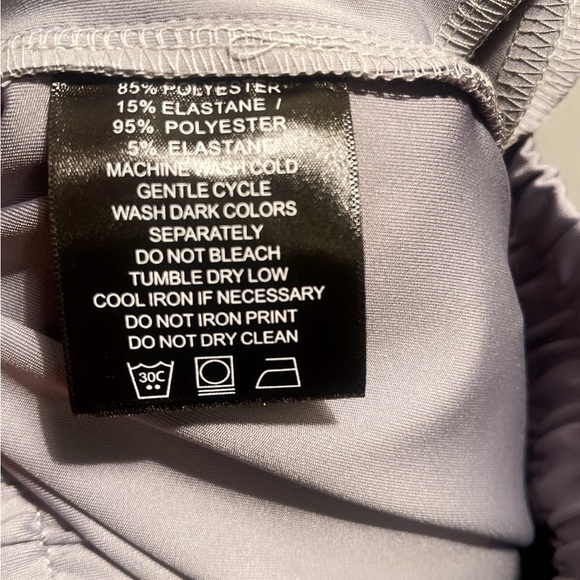 85% POLYESTER
15% ELASTANE /
95% POLYESTER
5% ELASTANE
MACHINE WASH COLD
GENTLE CYCLE
WASH DARK COLORS
SEPARATELY
DO NOT BLEACH
TUMBLE DRY LOW
COOL IRON IF NECESSARY
DO NOT IRON PRINT
DO NOT DRY CLEAN
30C